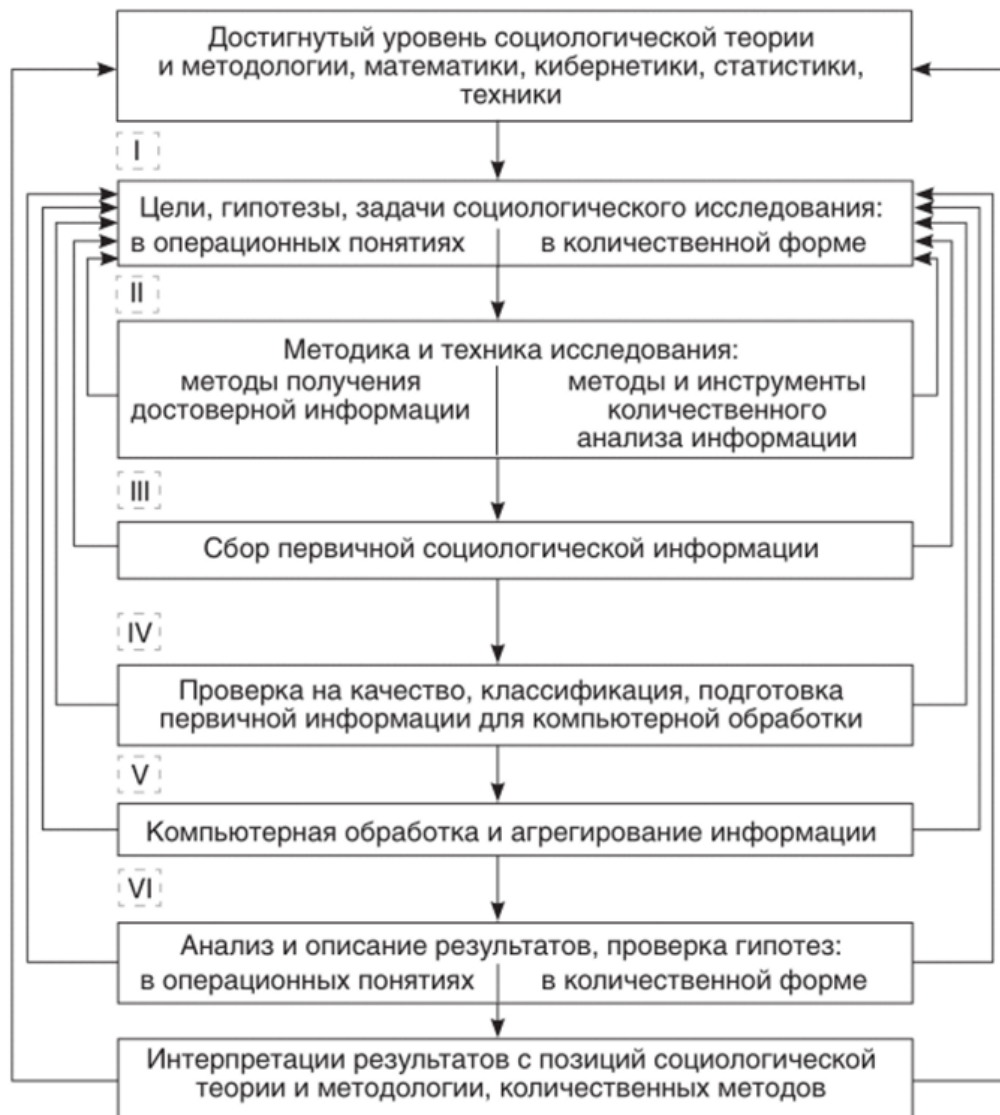 Достигнутый уровень социологической теории
и методологии, математики, кибернетики, статистики,
техники
I
Цели, гипотезы, задачи социологического исследования:
в операционных понятиях
в количественной форме
II
Методика и техника исследования:
методы получения
достоверной информации
методы и инструменты
количественного
анализа информации
III
Сбор первичной социологической информации
IV
Проверка на качество, классификация, подготовка
первичной информации для компьютерной обработки
V
Компьютерная обработка и агрегирование информации
VI
Анализ и описание результатов, проверка гипотез:
в операционных понятиях
в количественной форме
Интерпретации результатов с позиций социологической
теории и методологии, количественных методов